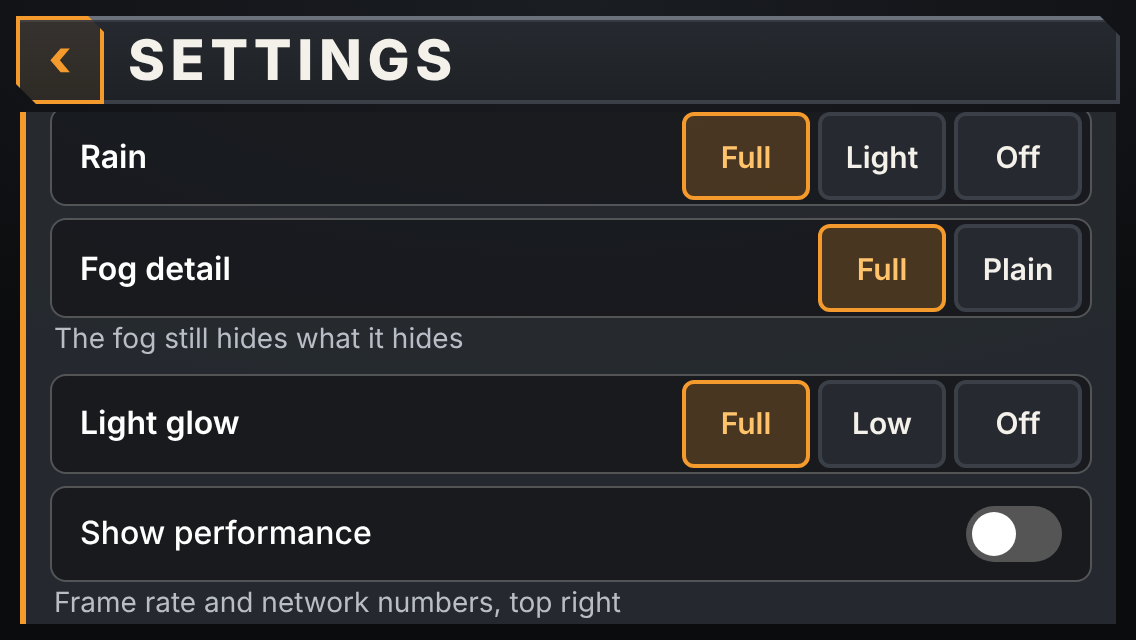 SETTINGS
Rain Full Light Off
Fog detail Full Plain
The fog still hides what it hides
Light glow Full Low Off
Show performance
Frame rate and network numbers, top right